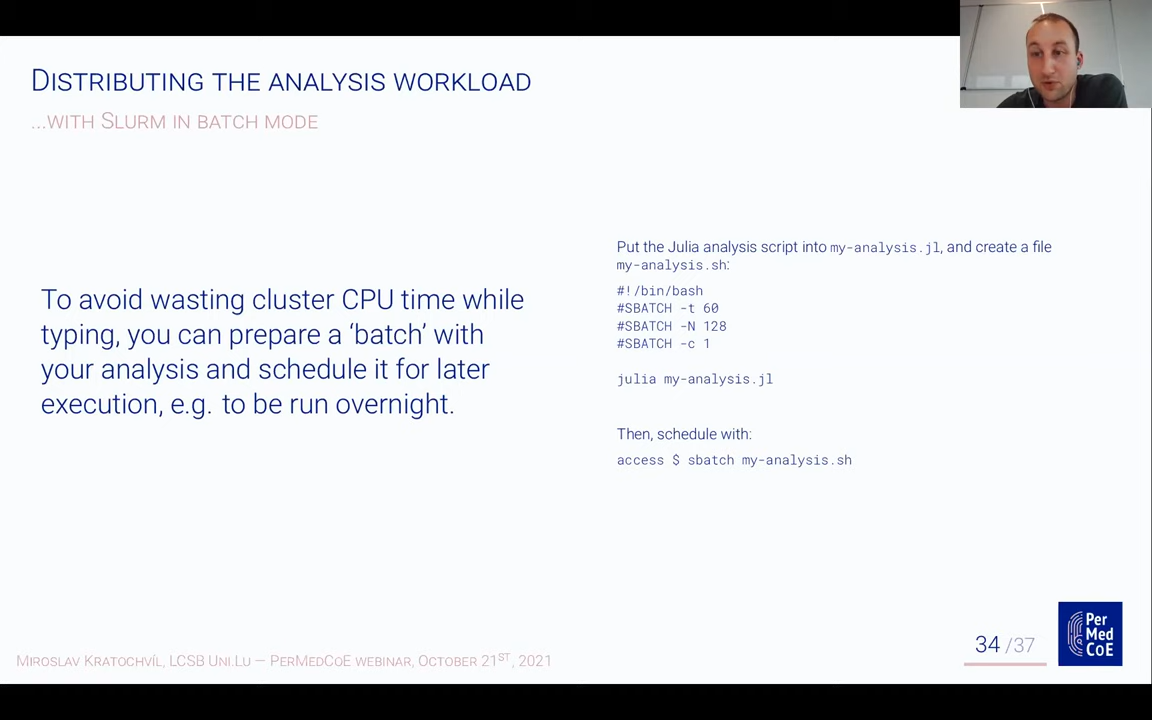 Distributing the analysis workload
...with Slurm in batch mode
To avoid wasting cluster CPU time while
typing, you can prepare a ‘batch’ with
your analysis and schedule it for later
execution, e.g. to be run overnight.
Put the Julia analysis script into my-analysis.jl, and create a file
my-analysis.sh:
#!/bin/bash
#SBATCH -t 60
#SBATCH -N 128
#SBATCH -c 1
julia my-analysis.jl
Then, schedule with:
access $ sbatch my-analysis.sh
Miroslav Kratochvíl, LCSB Uni.Lu — PerMedCoE webinar, October 21st, 2021
34 /37
Per
Med
CoE